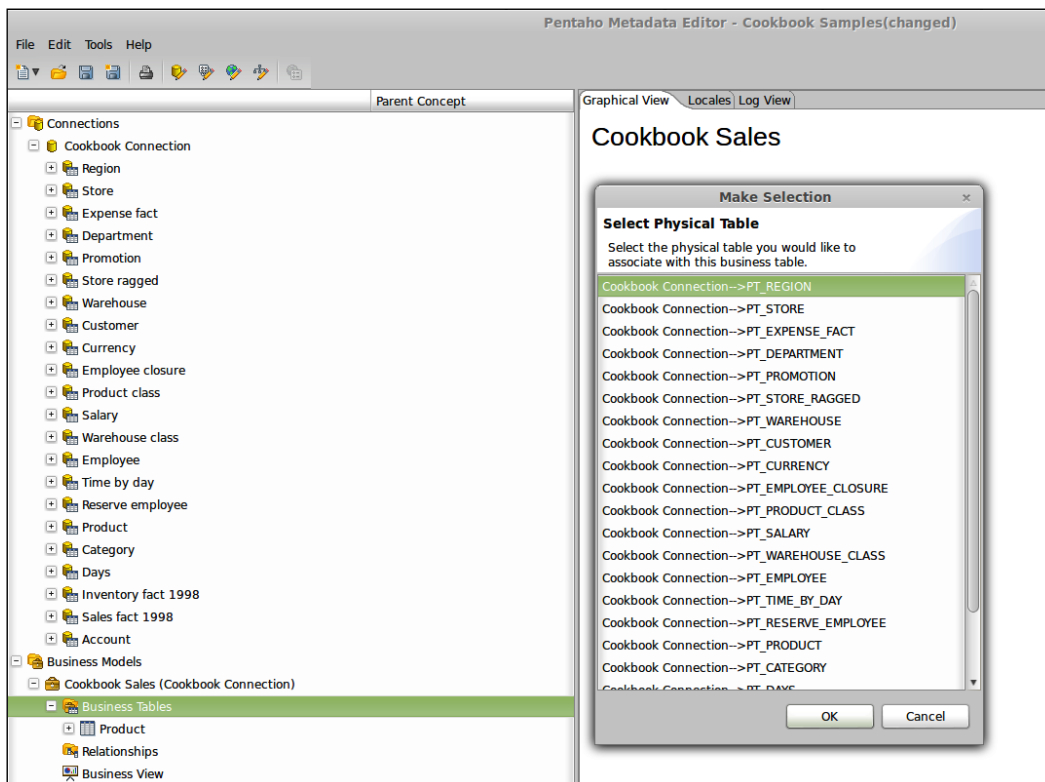 Pentaho Metadata Editor - Cookbook Samples(changed)
File Edit Tools Help
Parent Concept
Connections
Cookbook Connection
Region
Store
Expense fact
Department
Promotion
Store ragged
Warehouse
Customer
Currency
Employee closure
Product class
Salary
Warehouse class
Employee
Time by day
Reserve employee
Product
Category
Days
Inventory fact 1998
Sales fact 1998
Account
Business Models
Cookbook Sales (Cookbook Connection)
Business Tables
Product
Relationships
Business View
Graphical View Locales Log View
Cookbook Sales
Make Selection
Select Physical Table
Select the physical table you would like to
associate with this business table.
Cookbook Connection-->PT_REGION
Cookbook Connection-->PT_STORE
Cookbook Connection-->PT_EXPENSE_FACT
Cookbook Connection-->PT_DEPARTMENT
Cookbook Connection-->PT_PROMOTION
Cookbook Connection-->PT_STORE_RAGGED
Cookbook Connection-->PT_WAREHOUSE
Cookbook Connection-->PT_CUSTOMER
Cookbook Connection-->PT_CURRENCY
Cookbook Connection-->PT_EMPLOYEE_CLOSURE
Cookbook Connection-->PT_PRODUCT_CLASS
Cookbook Connection-->PT_SALARY
Cookbook Connection-->PT_WAREHOUSE_CLASS
Cookbook Connection-->PT_EMPLOYEE
Cookbook Connection-->PT_TIME_BY_DAY
Cookbook Connection-->PT_RESERVE_EMPLOYEE
Cookbook Connection-->PT_PRODUCT
Cookbook Connection-->PT_CATEGORY
Cookbook Connection-->PT_DAYS
OK Cancel